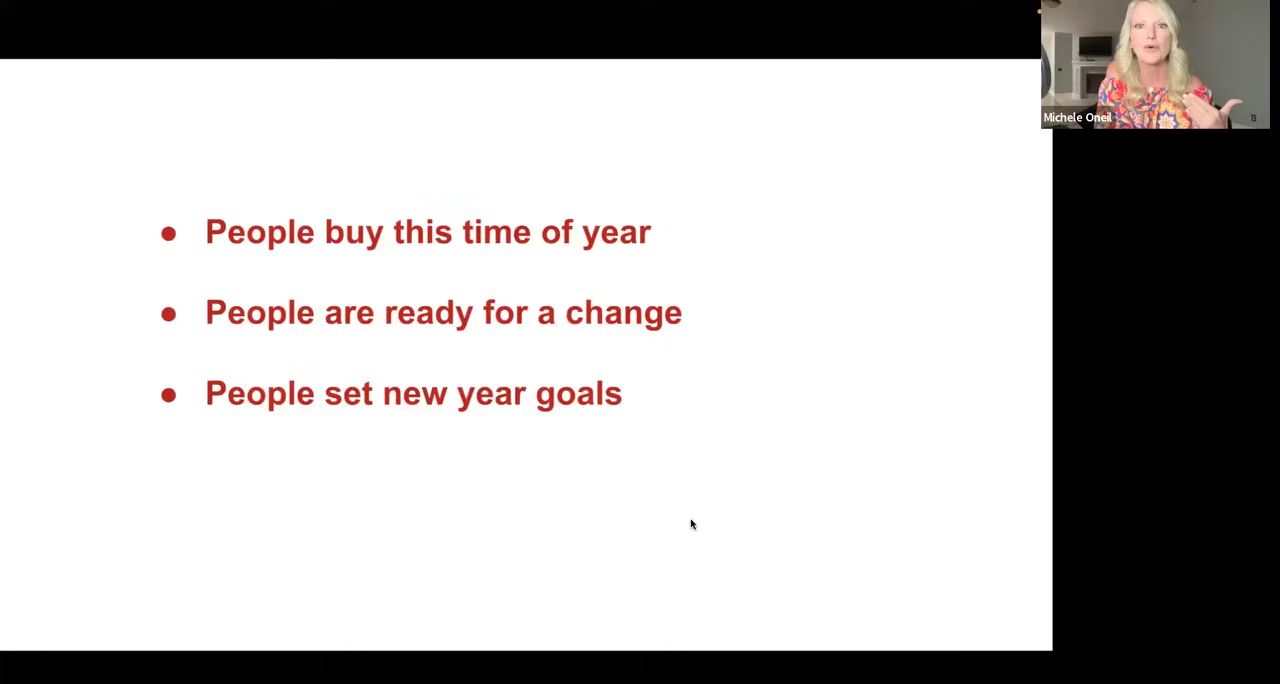 Michele Oneil
● People buy this time of year
● People are ready for a change
● People set new year goals